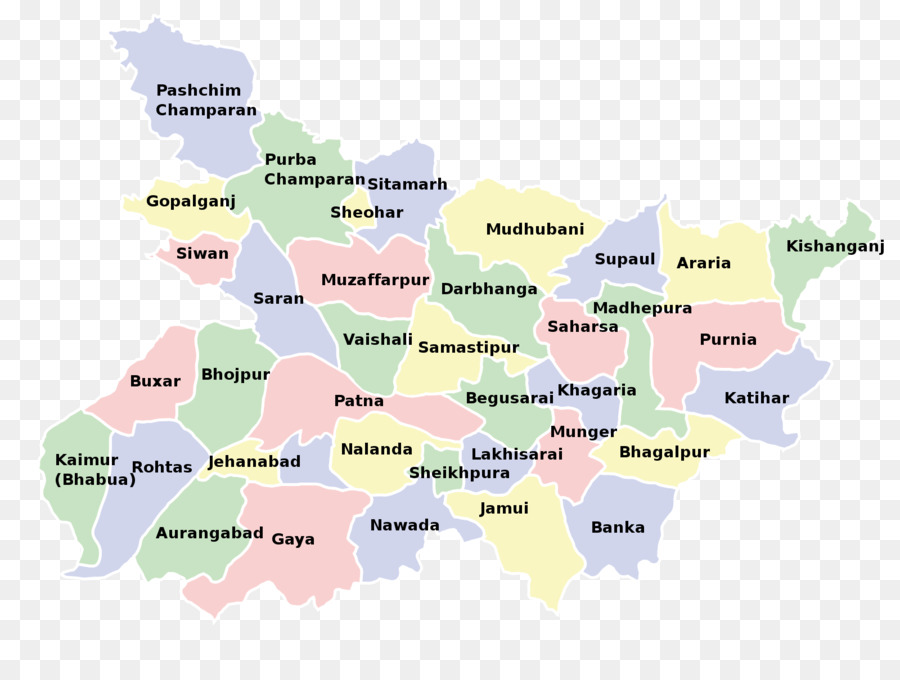 Pashchim
Champaran
Purba
Champaran
Sitamarh
Gopalganj
Sheohar
Mudhubani
Siwan
Kishanganj
Supaul
Araria
Muzaffarpur
Darbhanga
Saran
Madhepura
Saharsa
Vaishali
Samastipur
Purnia
Buxar
Bhojpur
Khagaria
Begusarai
Katihar
Patna
Munger
Nalanda
Bhagalpur
Lakhisarai
Kaimur
(Bhabua)
Rohtas
Jehanabad
Sheikhpura
Jamui
Nawada
Banka
Aurangabad
Gaya